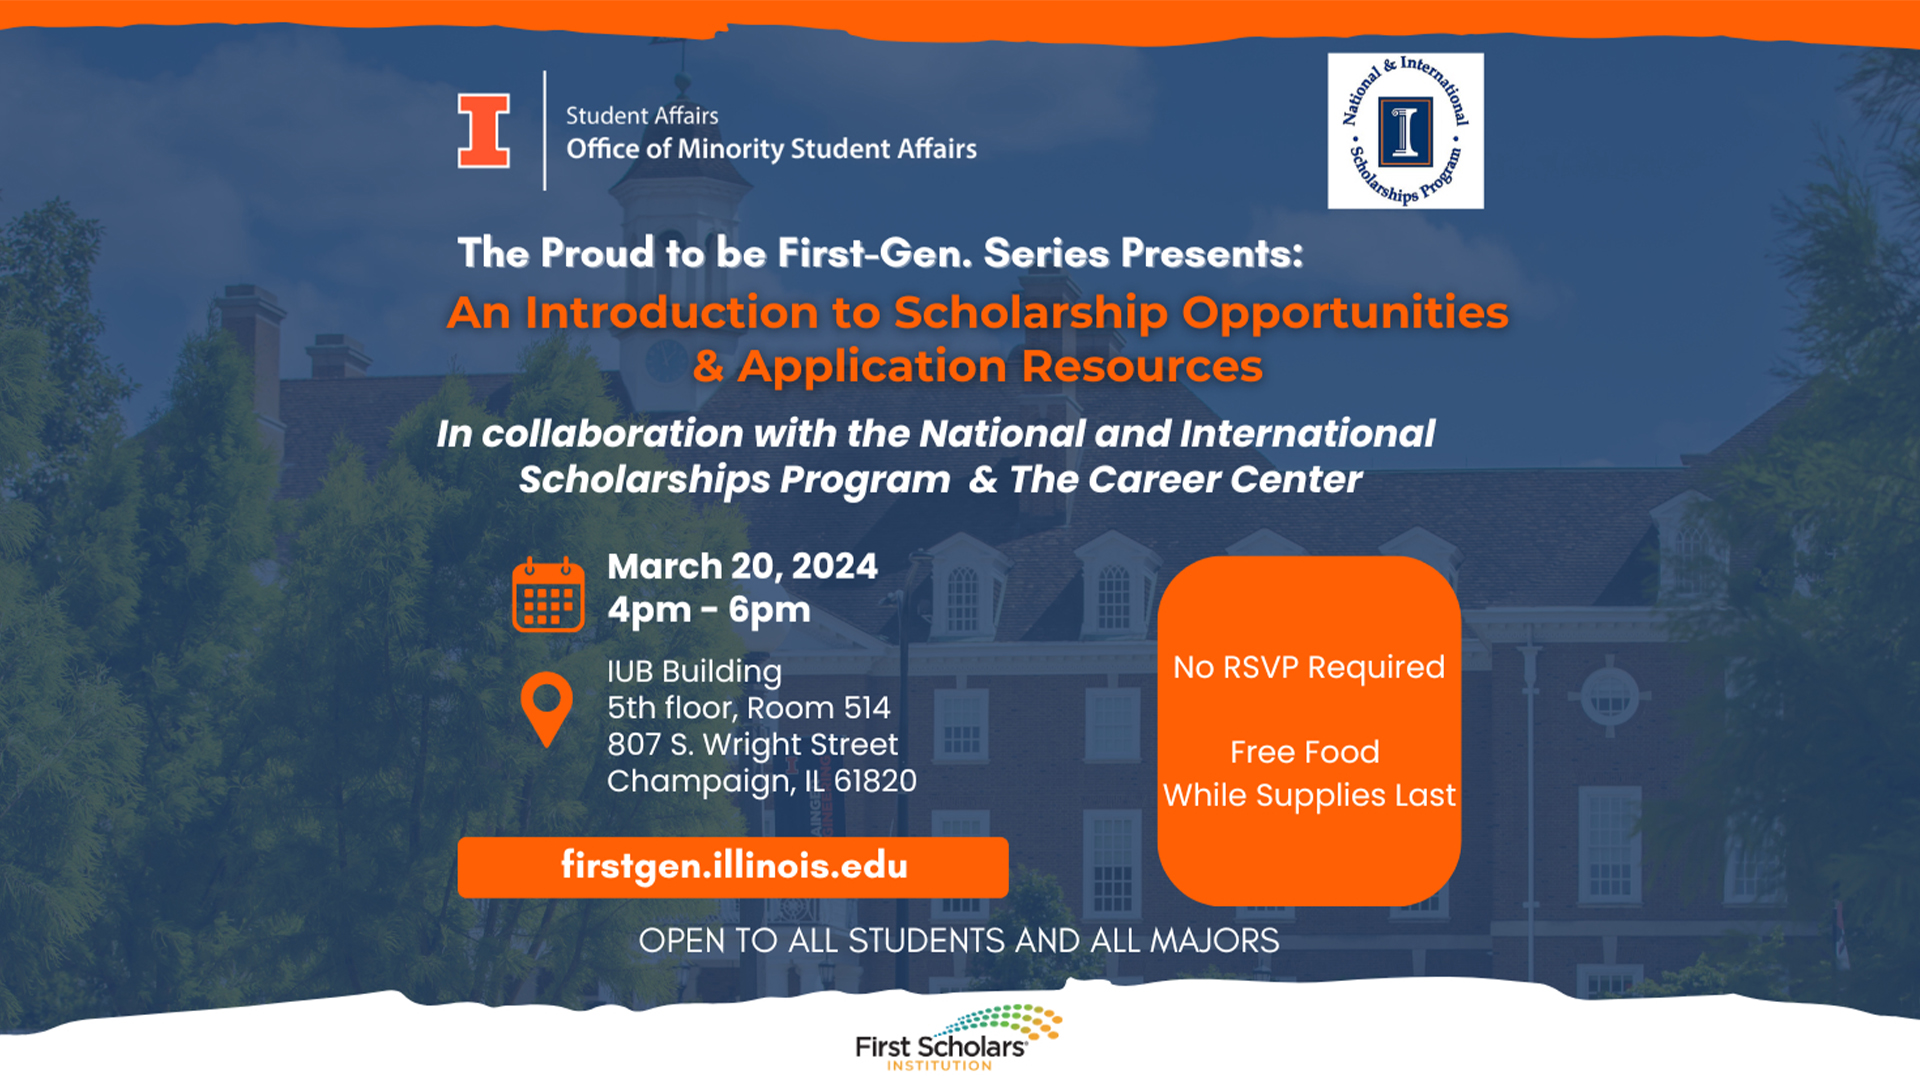 Student Affairs
Office of Minority Student Affairs
National & International
Scholarships Program
The Proud to be First-Gen. Series Presents:
An Introduction to Scholarship Opportunities
& Application Resources
In collaboration with the National and International
Scholarships Program & The Career Center
March 20, 2024
4pm - 6pm
IUB Building
5th floor, Room 514
807 S. Wright Street
Champaign, IL 61820
No RSVP Required
Free Food
While Supplies Last
firstgen.illinois.edu
OPEN TO ALL STUDENTS AND ALL MAJORS
First Scholars
INSTITUTION